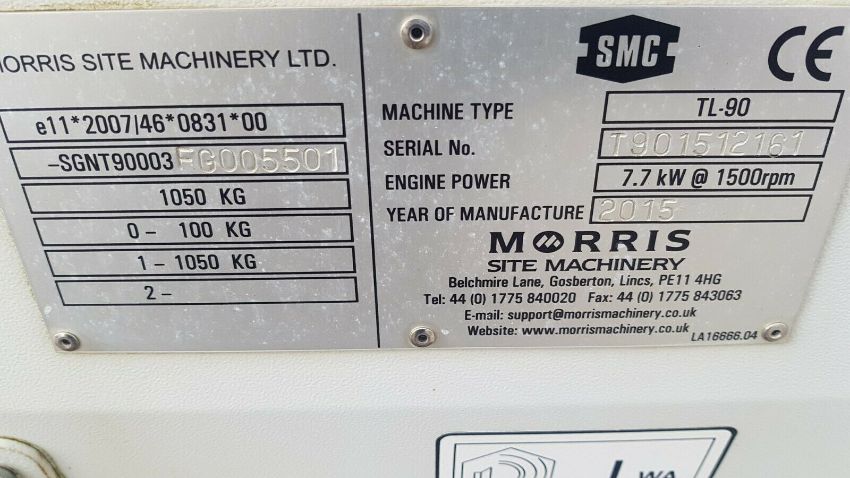 ORRIS SITE MACHINERY LTD.
e11*2007/46*0831*00
-SGNT90003FG005501
1050 KG
0- 100 KG
1- 1050 KG
2-
SMC CE
MACHINE TYPE TL-90
SERIAL No. T901512161
ENGINE POWER 7.7 kW @ 1500rpm
YEAR OF MANUFACTURE 2015
MORRIS
SITE MACHINERY
Belchmire Lane, Gosberton, Lincs, PE11 4HG
Tel: 44 (0) 1775 840020 Fax: 44 (0) 1775 843063
E-mail: support@morrismachinery.co.uk
Website: www.morrismachinery.co.uk
LA16666.04
LWA